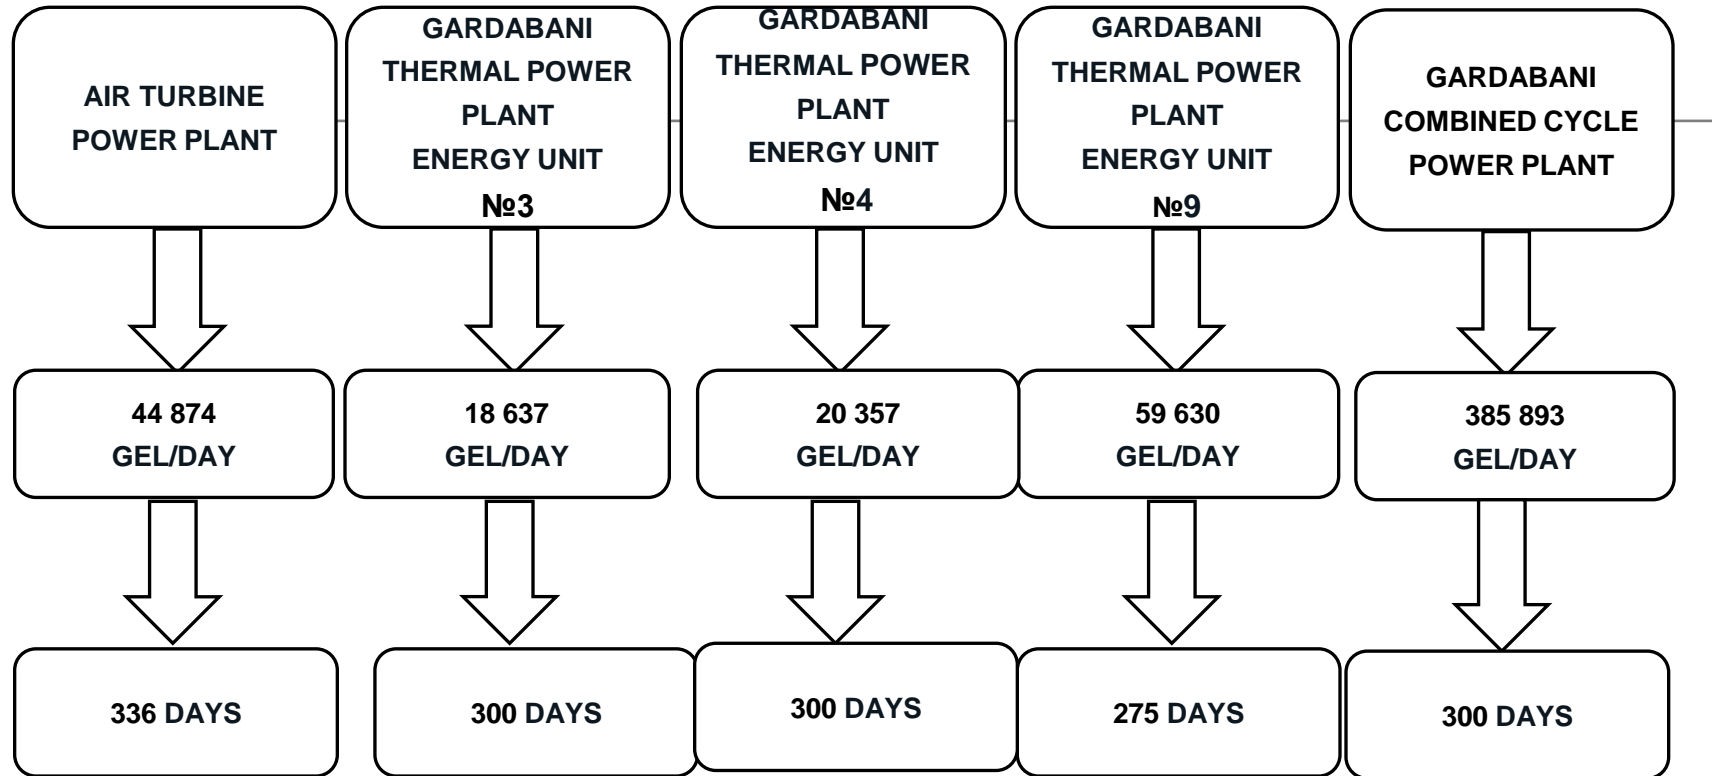 AIR TURBINE
POWER PLANT
GARDABANI
THERMAL POWER
PLANT
ENERGY UNIT
№3
GARDABANI
THERMAL POWER
PLANT
ENERGY UNIT
№4
GARDABANI
THERMAL POWER
PLANT
ENERGY UNIT
№9
GARDABANI
COMBINED CYCLE
POWER PLANT
44 874
GEL/DAY
18 637
GEL/DAY
20 357
GEL/DAY
59 630
GEL/DAY
385 893
GEL/DAY
336 DAYS
300 DAYS
300 DAYS
275 DAYS
300 DAYS